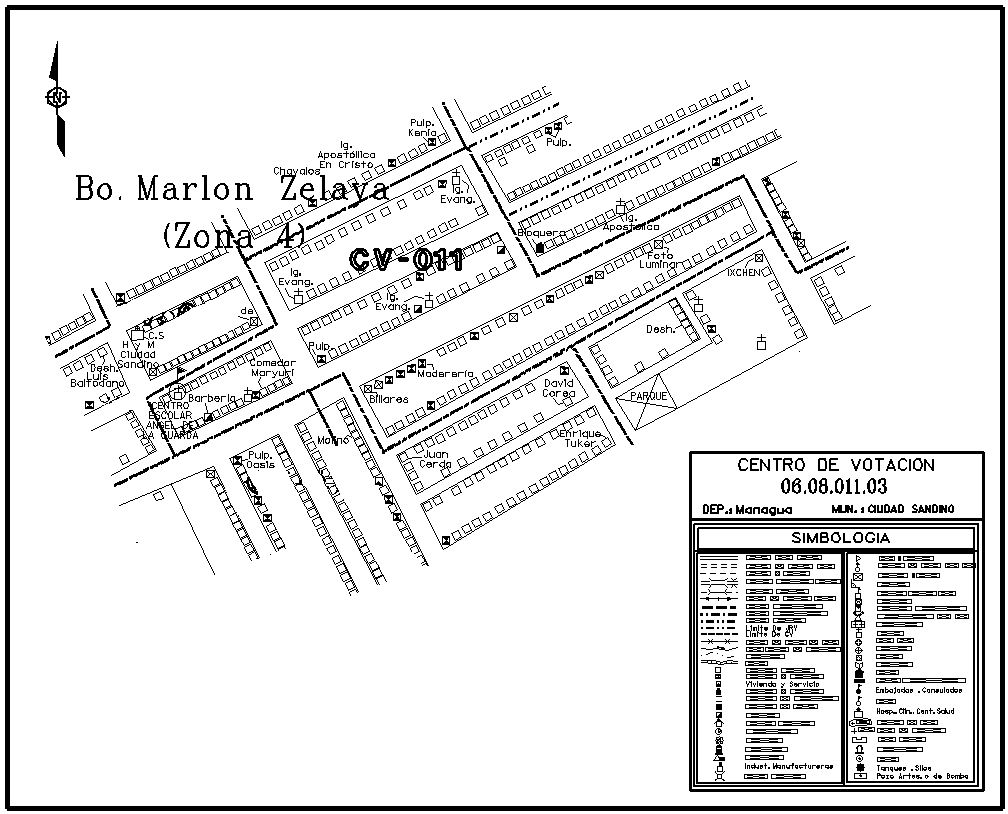 N
Pulp.
Kenia
Ig.
Apostólica
En Cristo
Chavalos
Pulp.
Bo. Marlon Zelaya
(Zona 4)
Ig.
Evang.
CV-011
Ig.
Apostólica
Bloquera
Foto
Luminar
IXCHEN
Ig.
Evang.
Ig.
Evang.
de
C.S
H y M
Ciudad
Sandino
Pulp.
Desh.
Desh.
Luis
Baltodano
Comedar
Maryuri
Maderería
David
Corea
Barbería
Billares
PARQUE
CENTRO
ESCOLAR
ANGEL DE
LA GUARDA
Molino
Enrique
Tuker
Pulp.
Oasis
Juan
Cerda
CENTRO DE VOTACION
06.08.011.03
DEP.: Managua MUN.: CIUDAD SANDINO
SIMBOLOGIA
Limite De JRV
Limite De CV
Vivienda y Servicio
Indust. Manufactureras
Embajadas .Consulados
Hosp.,Clin.,Cent.Salud
Tanques .Silos
Pozo Artes. o de Bomba